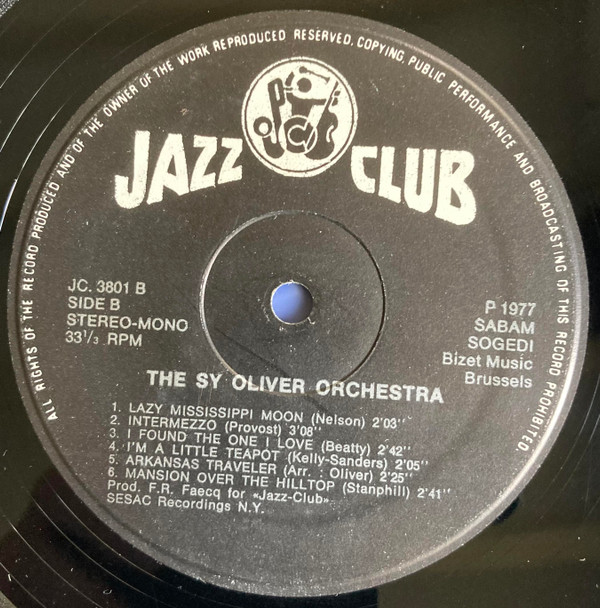 ALL RIGHTS OF THE RECORD PRODUCED AND OF THE OWNER OF THE WORK REPRODUCED RESERVED. COPYING, PUBLIC PERFORMANCE AND BROADCASTING OF THIS RECORD PROHIBITED.
JAZZ CLUB
JC. 3801 B
SIDE B
STEREO-MONO
33 1/3 RPM
P 1977
SABAM
SOGEDI
Bizet Music
Brussels
THE SY OLIVER ORCHESTRA
1. LAZY MISSISSIPPI MOON (Nelson) 2'03''
2. INTERMEZZO (Provost) 3'08''
3. I FOUND THE ONE I LOVE (Beatty) 2'42''
4. I'M A LITTLE TEAPOT (Kelly-Sanders) 2'05''
5. ARKANSAS TRAVELER (Arr. : Oliver) 2'25''
6. MANSION OVER THE HILLTOP (Stanphill) 2'41''
Prod. F.R. Faecq for «Jazz-Club».
SESAC Recordings N.Y.